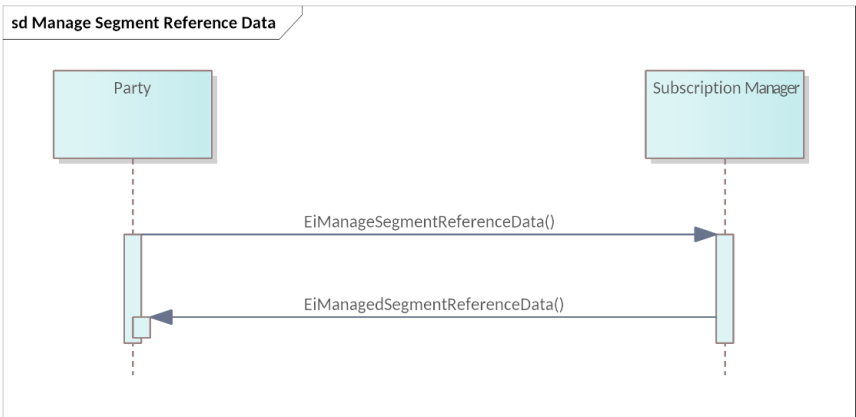 sd Manage Segment Reference Data
Party
Subscription Manager
EiManageSegmentReferenceData()
EiManagedSegmentReferenceData()